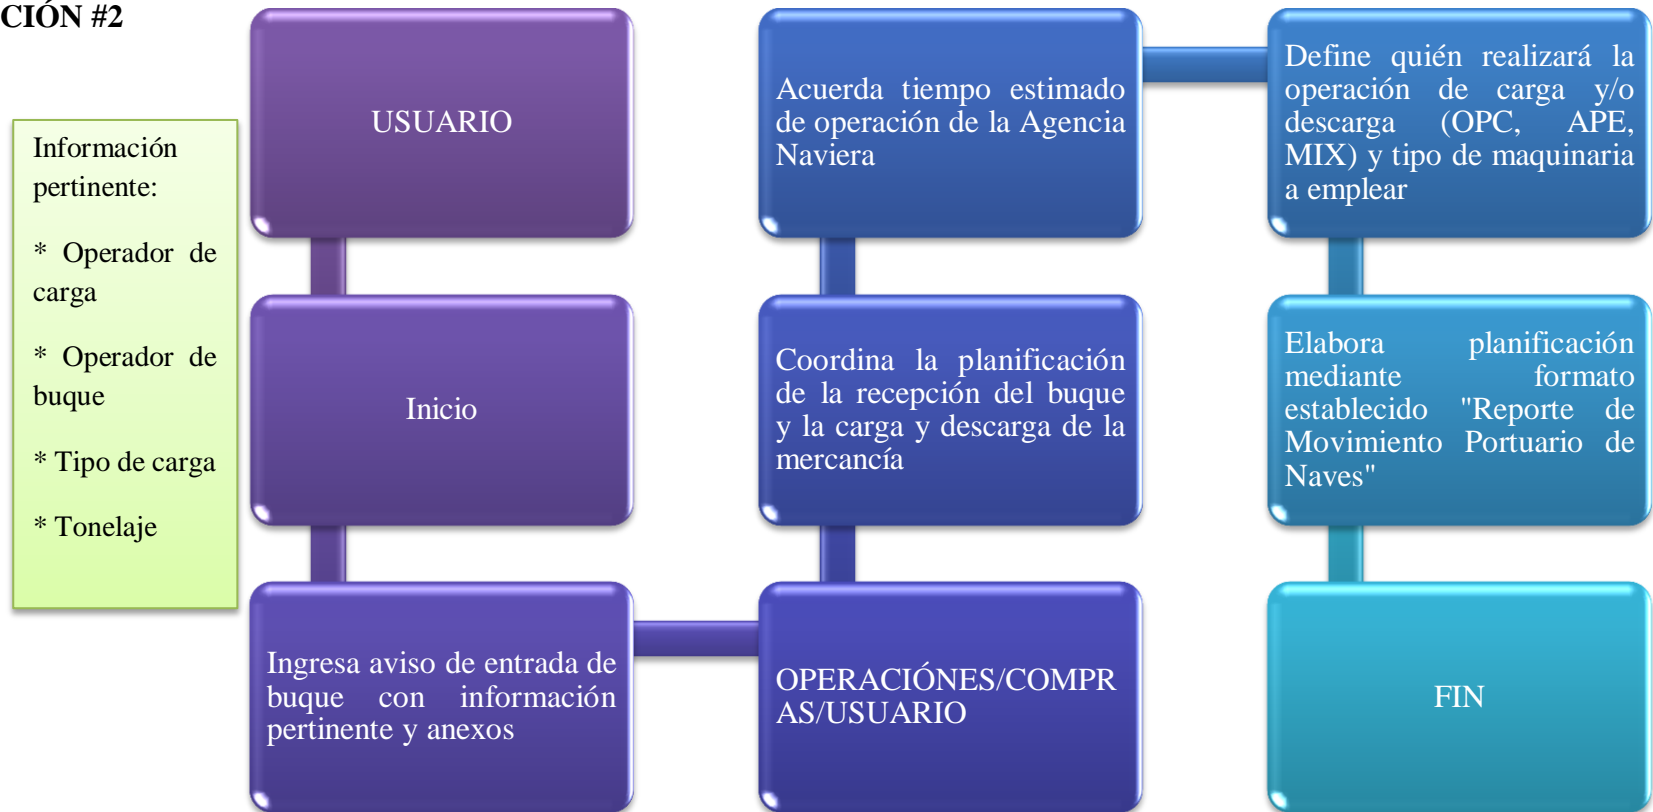 CIÓN #2
Información
pertinente:
* Operador de
carga
* Operador de
buque
* Tipo de carga
* Tonelaje
USUARIO
Inicio
Ingresa aviso de entrada de
buque con información
pertinente y anexos
OPERACIÓNES/COMPR
AS/USUARIO
Coordina la planificación
de la recepción del buque
y la carga y descarga de la
mercancía
Acuerda tiempo estimado
de operación de la Agencia
Naviera
Define quién realizará la
operación de carga y/o
descarga (OPC, APE,
MIX) y tipo de maquinaria
a emplear
Elabora planificación
mediante formato
establecido "Reporte de
Movimiento Portuario de
Naves"
FIN